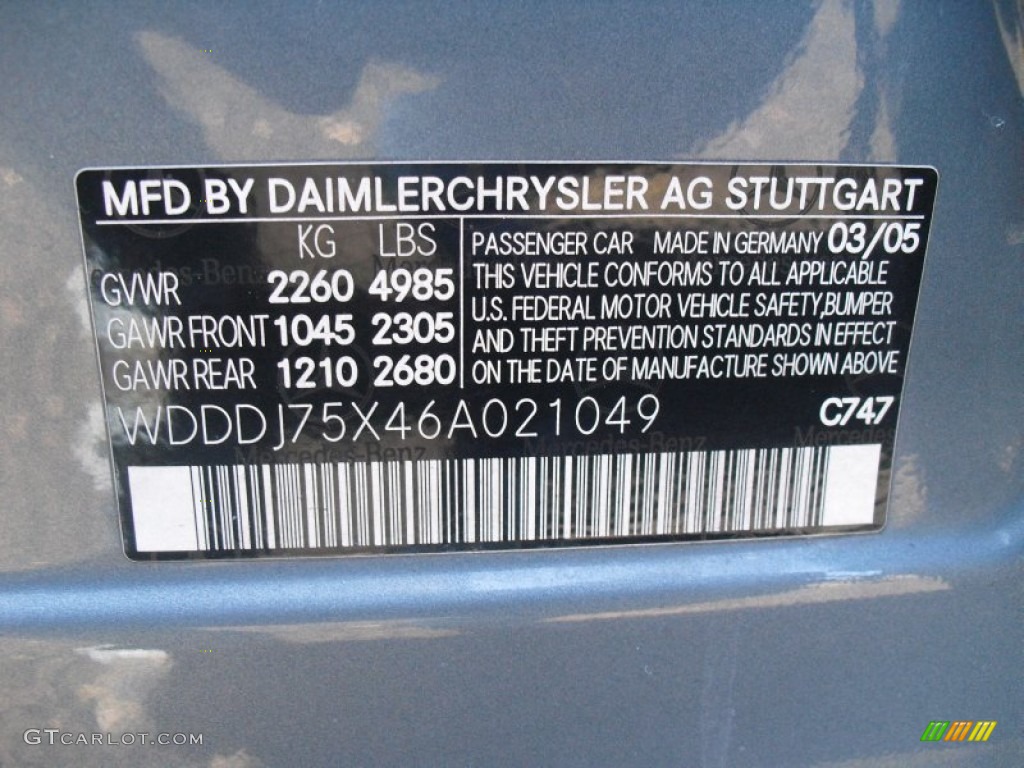 MFD BY DAIMLERCHRYSLER AG STUTTGART
KG LBS
GVWR 2260 4985
GAWR FRONT 1045 2305
GAWR REAR 1210 2680
PASSENGER CAR MADE IN GERMANY 03/05
THIS VEHICLE CONFORMS TO ALL APPLICABLE
U.S. FEDERAL MOTOR VEHICLE SAFETY, BUMPER
AND THEFT PREVENTION STANDARDS IN EFFECT
ON THE DATE OF MANUFACTURE SHOWN ABOVE
WDDDJ75X46A021049 C747
Mercedes-Benz
GTCARLOT.COM